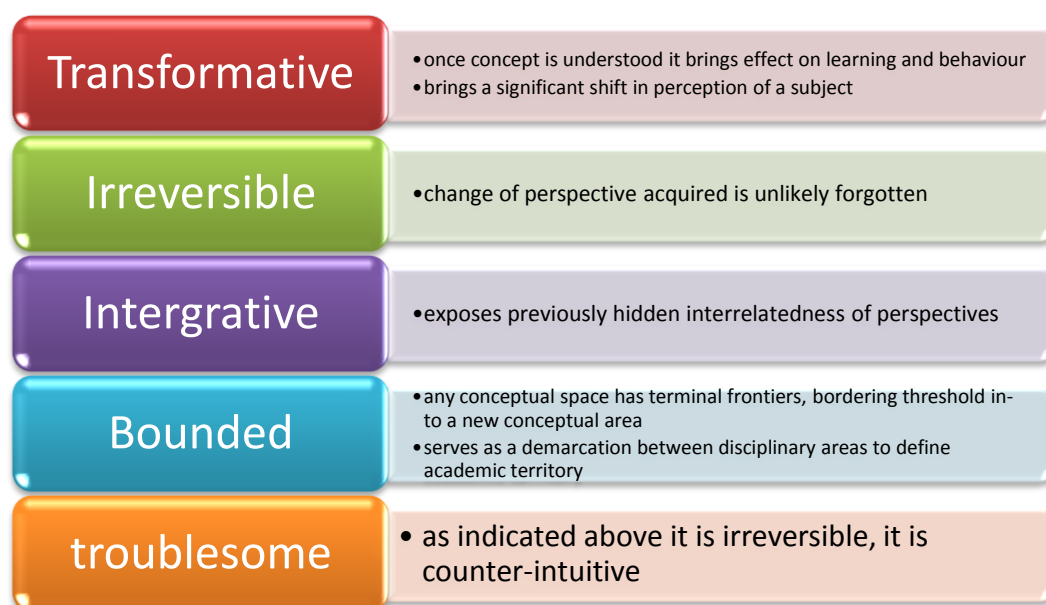 Transformative
•once concept is understood it brings effect on learning and behaviour
•brings a significant shift in perception of a subject
Irreversible
•change of perspective acquired is unlikely forgotten
Intergrative
•exposes previously hidden interrelatedness of perspectives
Bounded
•any conceptual space has terminal frontiers, bordering threshold in-
to a new conceptual area
•serves as a demarcation between disciplinary areas to define
academic territory
troublesome
• as indicated above it is irreversible, it is
counter-intuitive